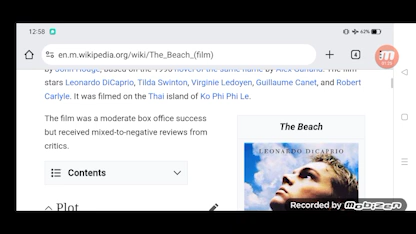 12:58
62%
en.m.wikipedia.org/wiki/The_Beach_(film)
4
by John Hodge, based on the 1996 novel of the same name by Alex Garland. The film
stars Leonardo DiCaprio, Tilda Swinton, Virginie Ledoyen, Guillaume Canet, and Robert
Carlyle. It was filmed on the Thai island of Ko Phi Phi Le.
The film was a moderate box office success
but received mixed-to-negative reviews from
critics.
The Beach
LEONARDO DiCAPRIO
Contents
Plot
Recorded by mobizen